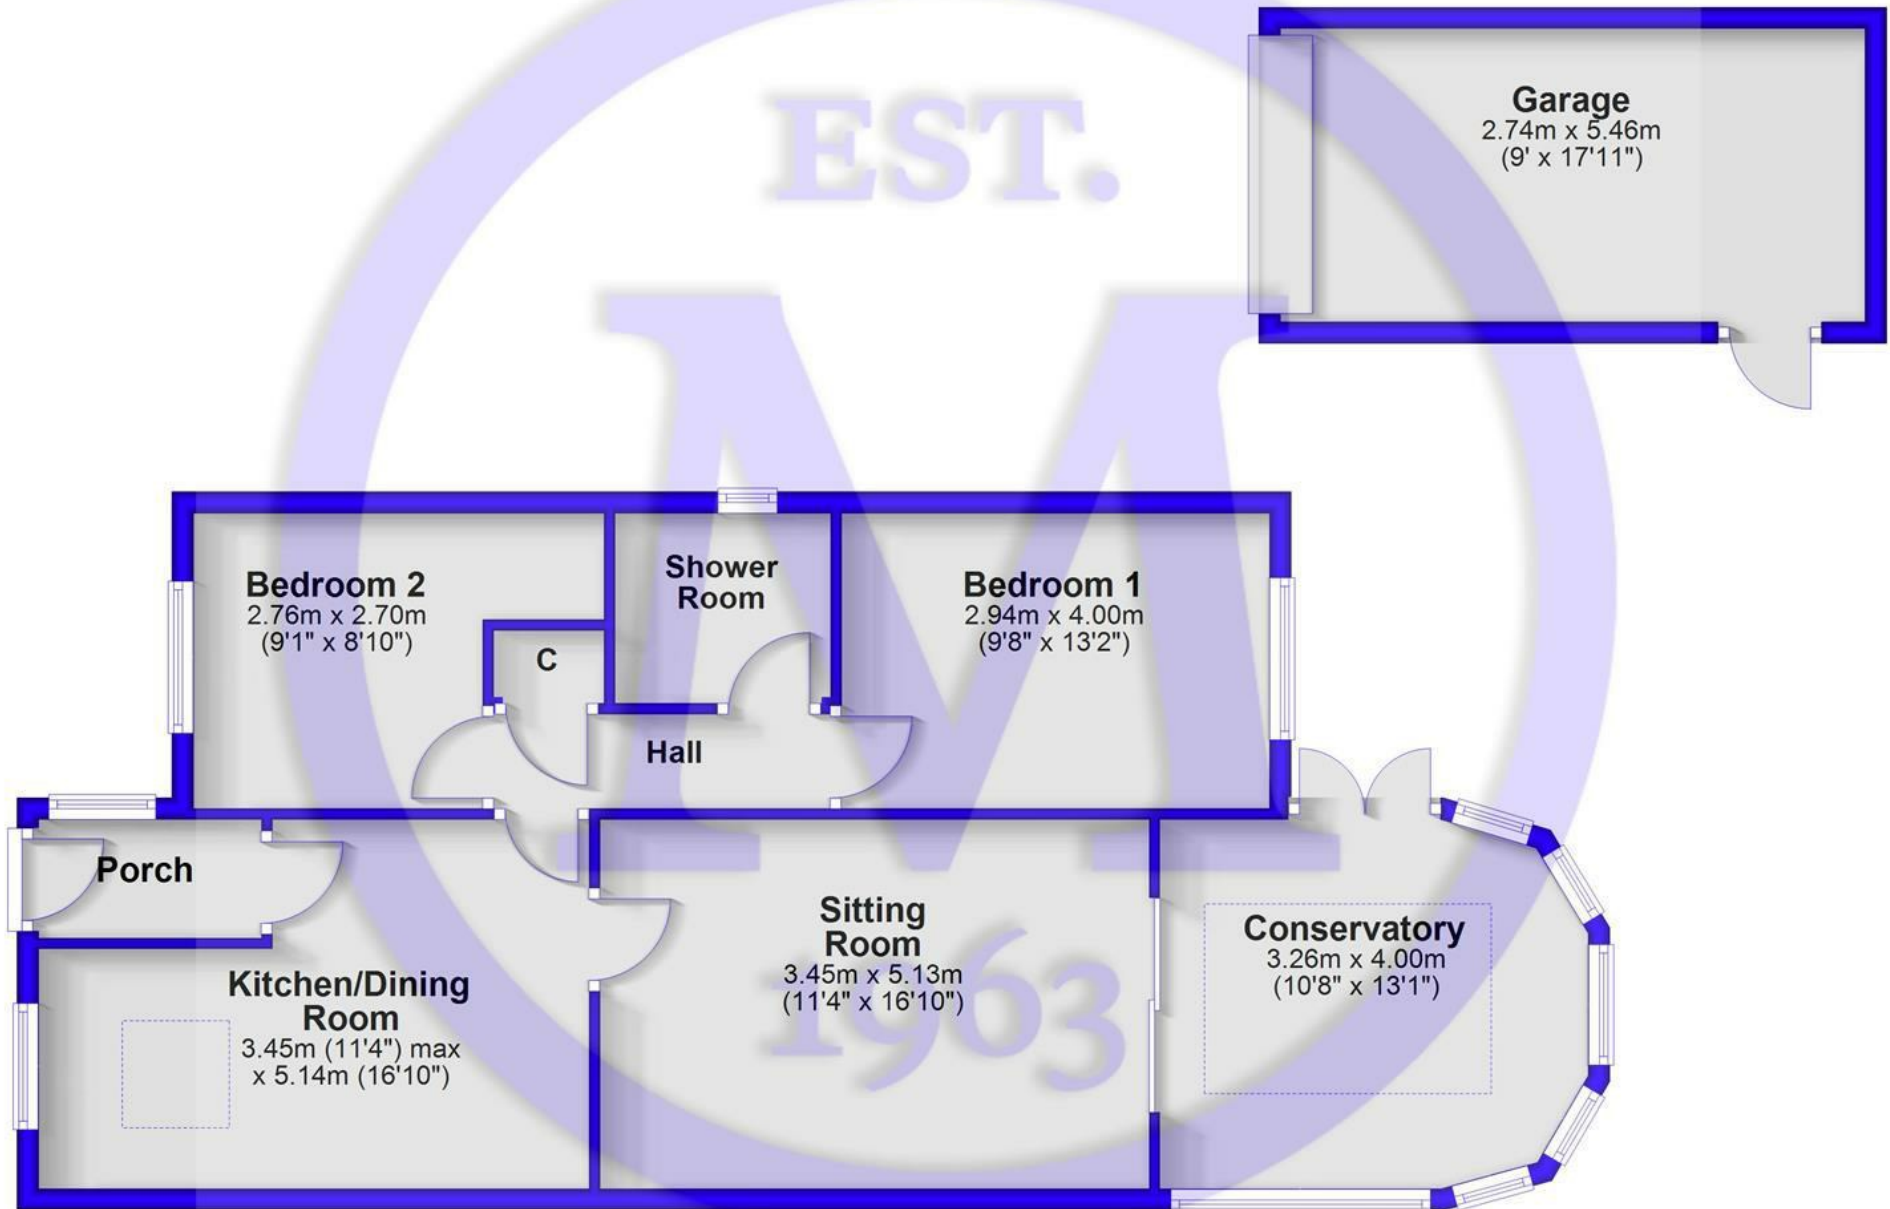 EST.
Garage
2.74m x 5.46m
(9' x 17'11")
Bedroom 2
2.76m x 2.70m
(9'1" x 8'10")
C
Shower
Room
Bedroom 1
2.94m x 4.00m
(9'8" x 13'2")
Hall
M
Porch
Kitchen/Dining
Room
3.45m (11'4") max
x 5.14m (16'10")
Sitting
Room
3.45m x 5.13m
(11'4" x 16'10")
Conservatory
3.26m x 4.00m
(10'8" x 13'1")
1963